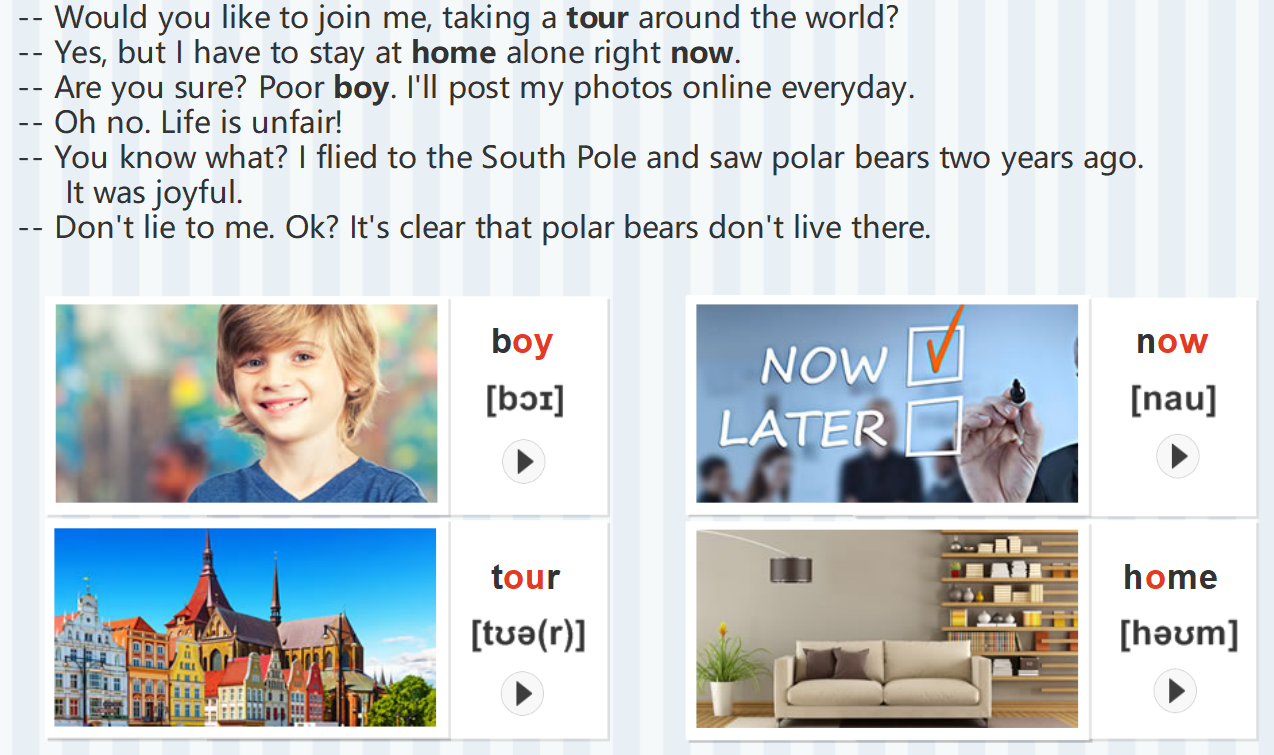 -- Would you like to join me, taking a tour around the world?
-- Yes, but I have to stay at home alone right now.
-- Are you sure? Poor boy. I'll post my photos online everyday.
-- Oh no. Life is unfair!
-- You know what? I flied to the South Pole and saw polar bears two years ago.
It was joyful.
-- Don't lie to me. Ok? It's clear that polar bears don't live there.
boy
[bɔɪ]
NOW
LATER
now
[nau]
tour
[tʊə(r)]
home
[həʊm]